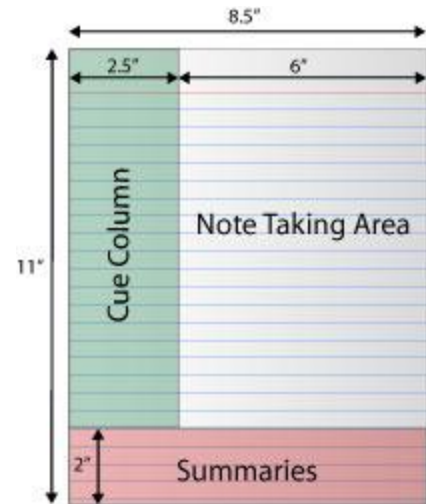 8.5"
2.5"
6"
Cue Column
Note Taking Area
11"
2"
Summaries